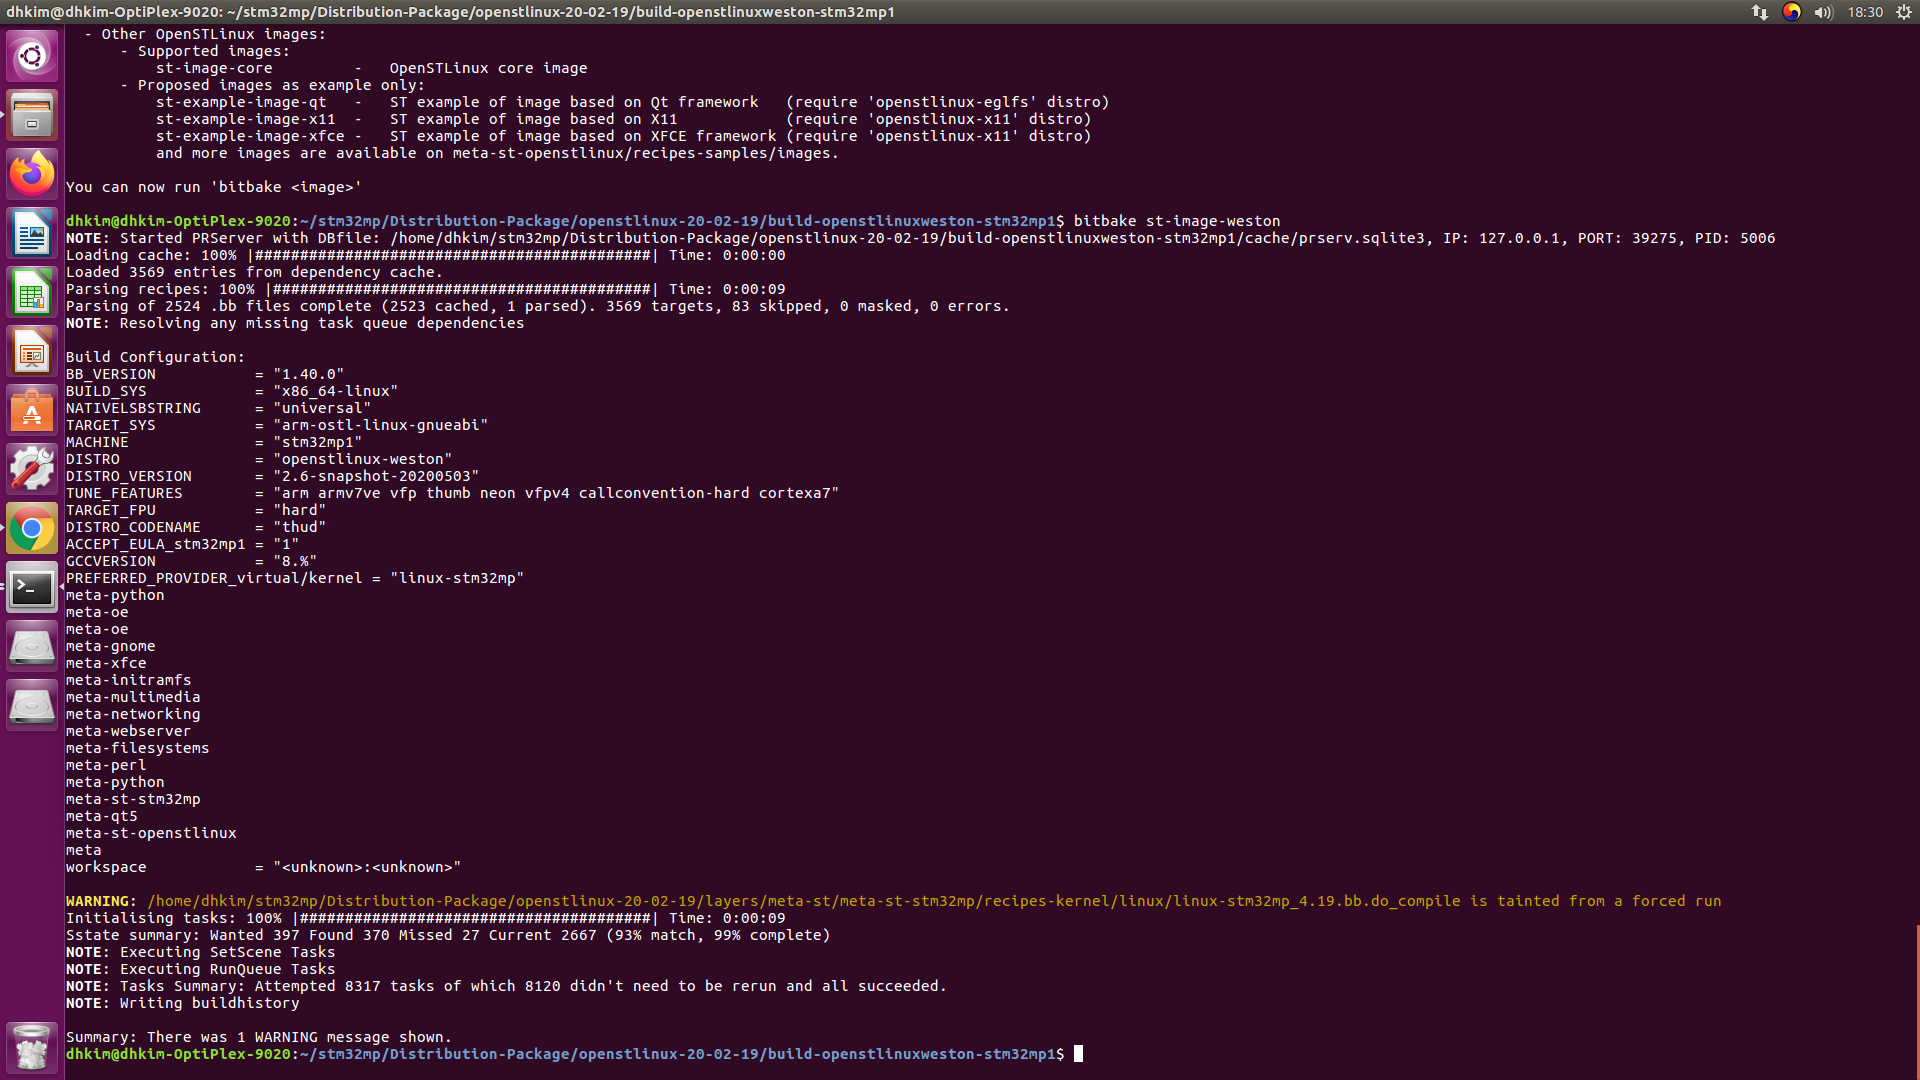 dhkim@dhkim-OptiPlex-9020: ~/stm32mp/Distribution-Package/openstlinux-20-02-19/build-openstlinuxweston-stm32mp1
18:30
- Other OpenSTLinux images:
- Supported images:
st-image-core - OpenSTLinux core image
- Proposed images as example only:
st-example-image-qt - ST example of image based on Qt framework (require 'openstlinux-eglfs' distro)
st-example-image-x11 - ST example of image based on X11 (require 'openstlinux-x11' distro)
st-example-image-xfce - ST example of image based on XFCE framework (require 'openstlinux-x11' distro)
and more images are available on meta-st-openstlinux/recipes-samples/images.
You can now run 'bitbake <image>'
dhkim@dhkim-OptiPlex-9020:~/stm32mp/Distribution-Package/openstlinux-20-02-19/build-openstlinuxweston-stm32mp1$ bitbake st-image-weston
NOTE: Started PRServer with DBfile: /home/dhkim/stm32mp/Distribution-Package/openstlinux-20-02-19/build-openstlinuxweston-stm32mp1/cache/prserv.sqlite3, IP: 127.0.0.1, PORT: 39275, PID: 5006
Loading cache: 100% |############################################| Time: 0:00:00
Loaded 3569 entries from dependency cache.
Parsing recipes: 100% |##########################################| Time: 0:00:09
Parsing of 2524 .bb files complete (2523 cached, 1 parsed). 3569 targets, 83 skipped, 0 masked, 0 errors.
NOTE: Resolving any missing task queue dependencies
Build Configuration:
BB_VERSION = "1.40.0"
BUILD_SYS = "x86_64-linux"
NATIVELSBSTRING = "universal"
TARGET_SYS = "arm-ostl-linux-gnueabi"
MACHINE = "stm32mp1"
DISTRO = "openstlinux-weston"
DISTRO_VERSION = "2.6-snapshot-20200503"
TUNE_FEATURES = "arm armv7ve vfp thumb neon vfpv4 callconvention-hard cortexa7"
TARGET_FPU = "hard"
DISTRO_CODENAME = "thud"
ACCEPT_EULA_stm32mp1 = "1"
GCCVERSION = "8.%"
PREFERRED_PROVIDER_virtual/kernel = "linux-stm32mp"
meta-python
meta-oe
meta-oe
meta-gnome
meta-xfce
meta-initramfs
meta-multimedia
meta-networking
meta-webserver
meta-filesystems
meta-perl
meta-python
meta-st-stm32mp
meta-qt5
meta-st-openstlinux
meta
workspace = "<unknown>:<unknown>"
WARNING: /home/dhkim/stm32mp/Distribution-Package/openstlinux-20-02-19/layers/meta-st/meta-st-stm32mp/recipes-kernel/linux/linux-stm32mp_4.19.bb.do_compile is tainted from a forced run
Initialising tasks: 100% |#######################################| Time: 0:00:09
Sstate summary: Wanted 397 Found 370 Missed 27 Current 2667 (93% match, 99% complete)
NOTE: Executing SetScene Tasks
NOTE: Executing RunQueue Tasks
NOTE: Tasks Summary: Attempted 8317 tasks of which 8120 didn't need to be rerun and all succeeded.
NOTE: Writing buildhistory
Summary: There was 1 WARNING message shown.
dhkim@dhkim-OptiPlex-9020:~/stm32mp/Distribution-Package/openstlinux-20-02-19/build-openstlinuxweston-stm32mp1$